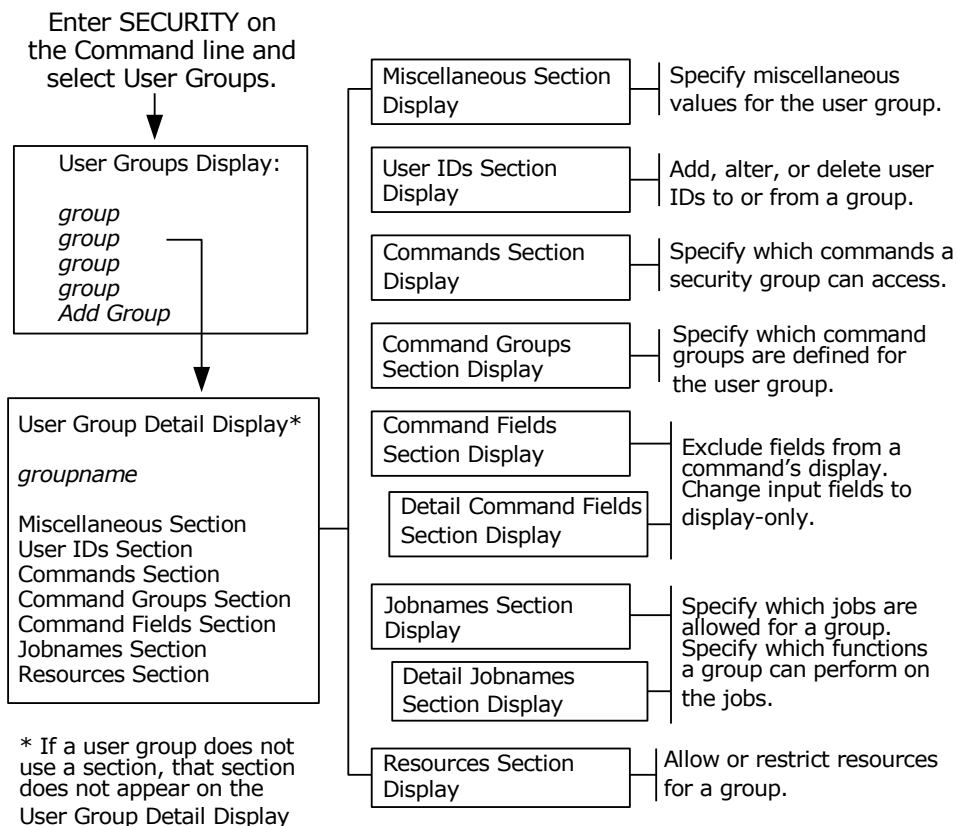 Enter SECURITY on
the Command line and
select User Groups.
User Groups Display:
group
group
group
group
Add Group
User Group Detail Display*
groupname
Miscellaneous Section
User IDs Section
Commands Section
Command Groups Section
Command Fields Section
Jobnames Section
Resources Section
* If a user group does not
use a section, that section
does not appear on the
User Group Detail Display
Miscellaneous Section
Display
Specify miscellaneous
values for the user group.
User IDs Section
Display
Add, alter, or delete user
IDs to or from a group.
Commands Section
Display
Specify which commands a
security group can access.
Command Groups
Section Display
Specify which command
groups are defined for
the user group.
Command Fields
Section Display
Detail Command Fields
Section Display
Exclude fields from a
command’s display.
Change input fields to
display-only.
Jobnames Section
Display
Detail Jobnames
Section Display
Specify which jobs are
allowed for a group.
Specify which functions
a group can perform on
the jobs.
Resources Section
Display
Allow or restrict resources
for a group.